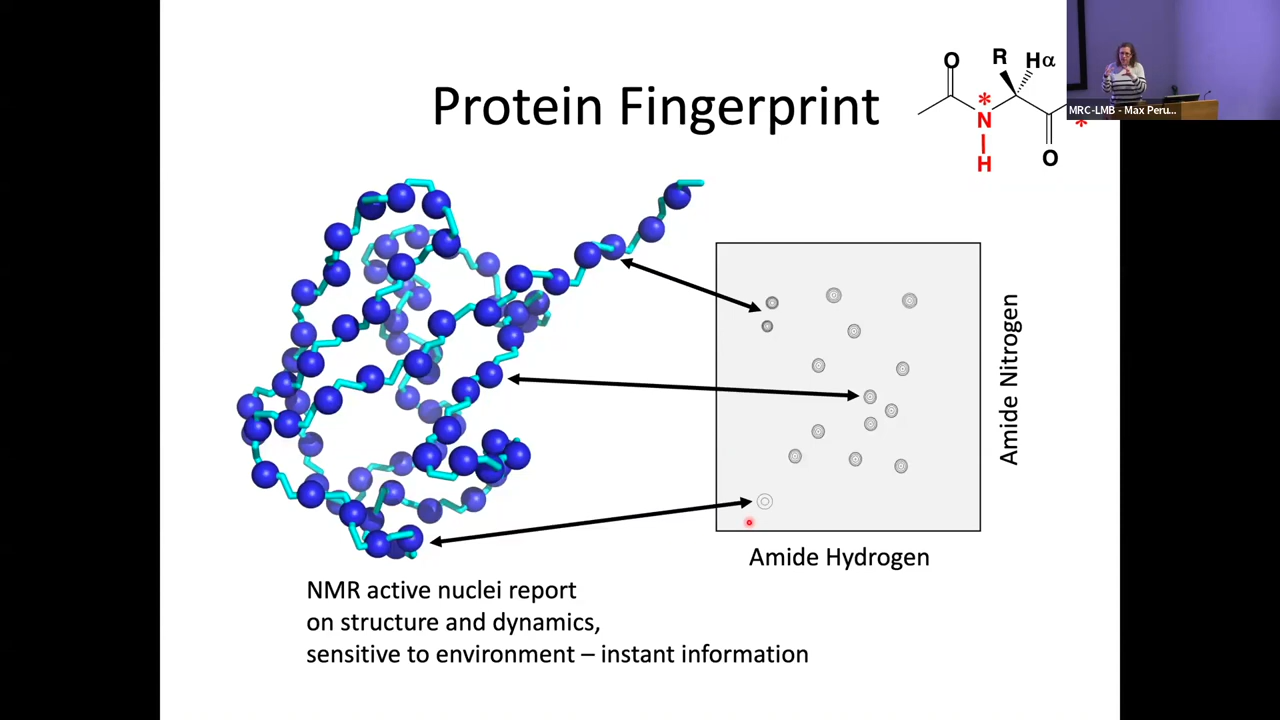 Protein Fingerprint
O
R
Hα
*
N
H
O
*
MRC-LMB - Max Peru...
Amide Nitrogen
Amide Hydrogen
NMR active nuclei report
on structure and dynamics,
sensitive to environment – instant information